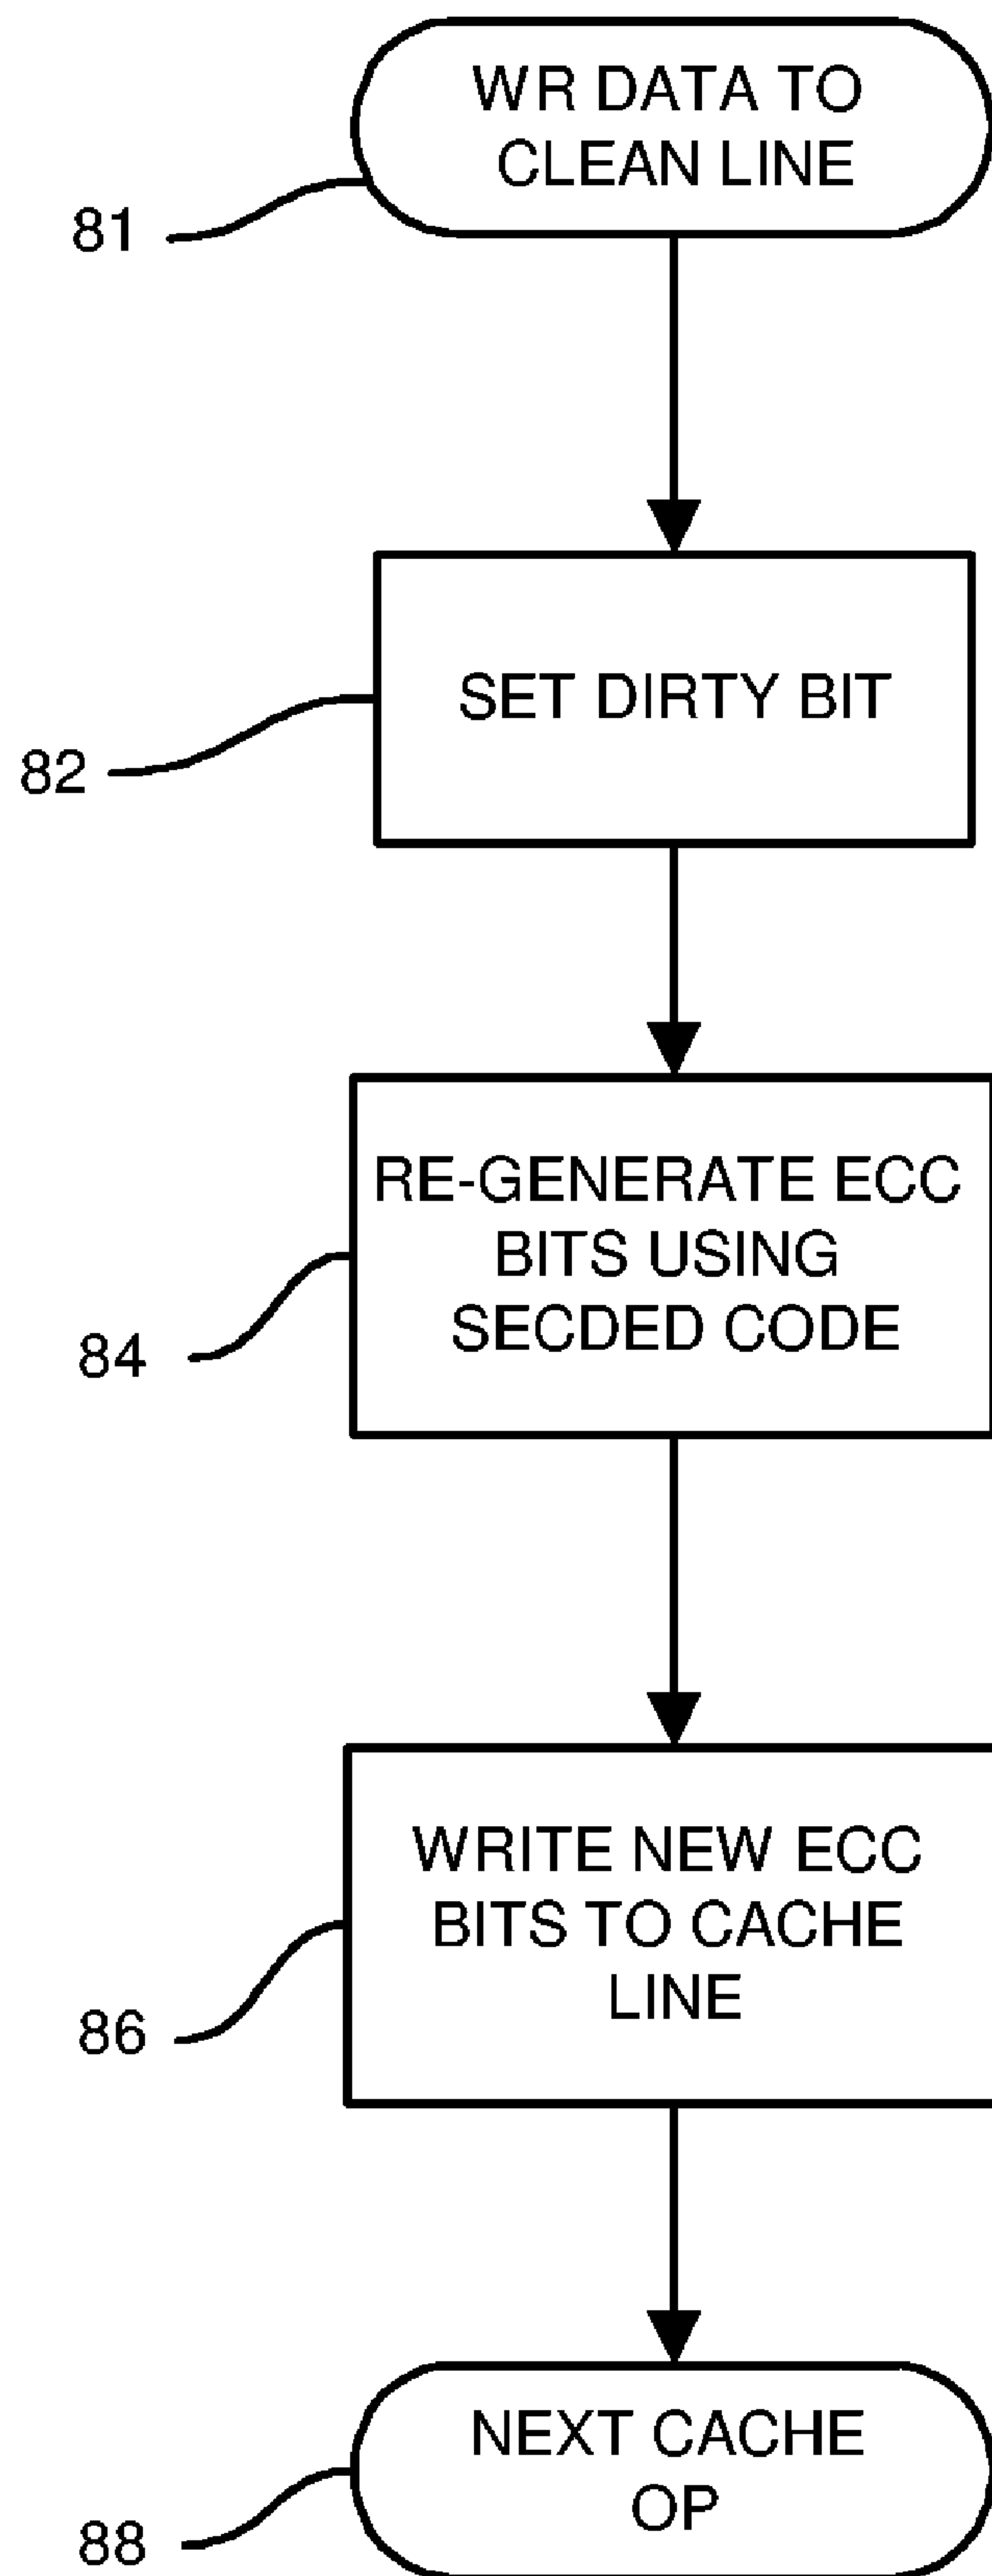 WR DATA TO
CLEAN LINE
81
SET DIRTY BIT
82
RE-GENERATE ECC
BITS USING
SECDED CODE
84
WRITE NEW ECC
BITS TO CACHE
LINE
86
NEXT CACHE
OP
88